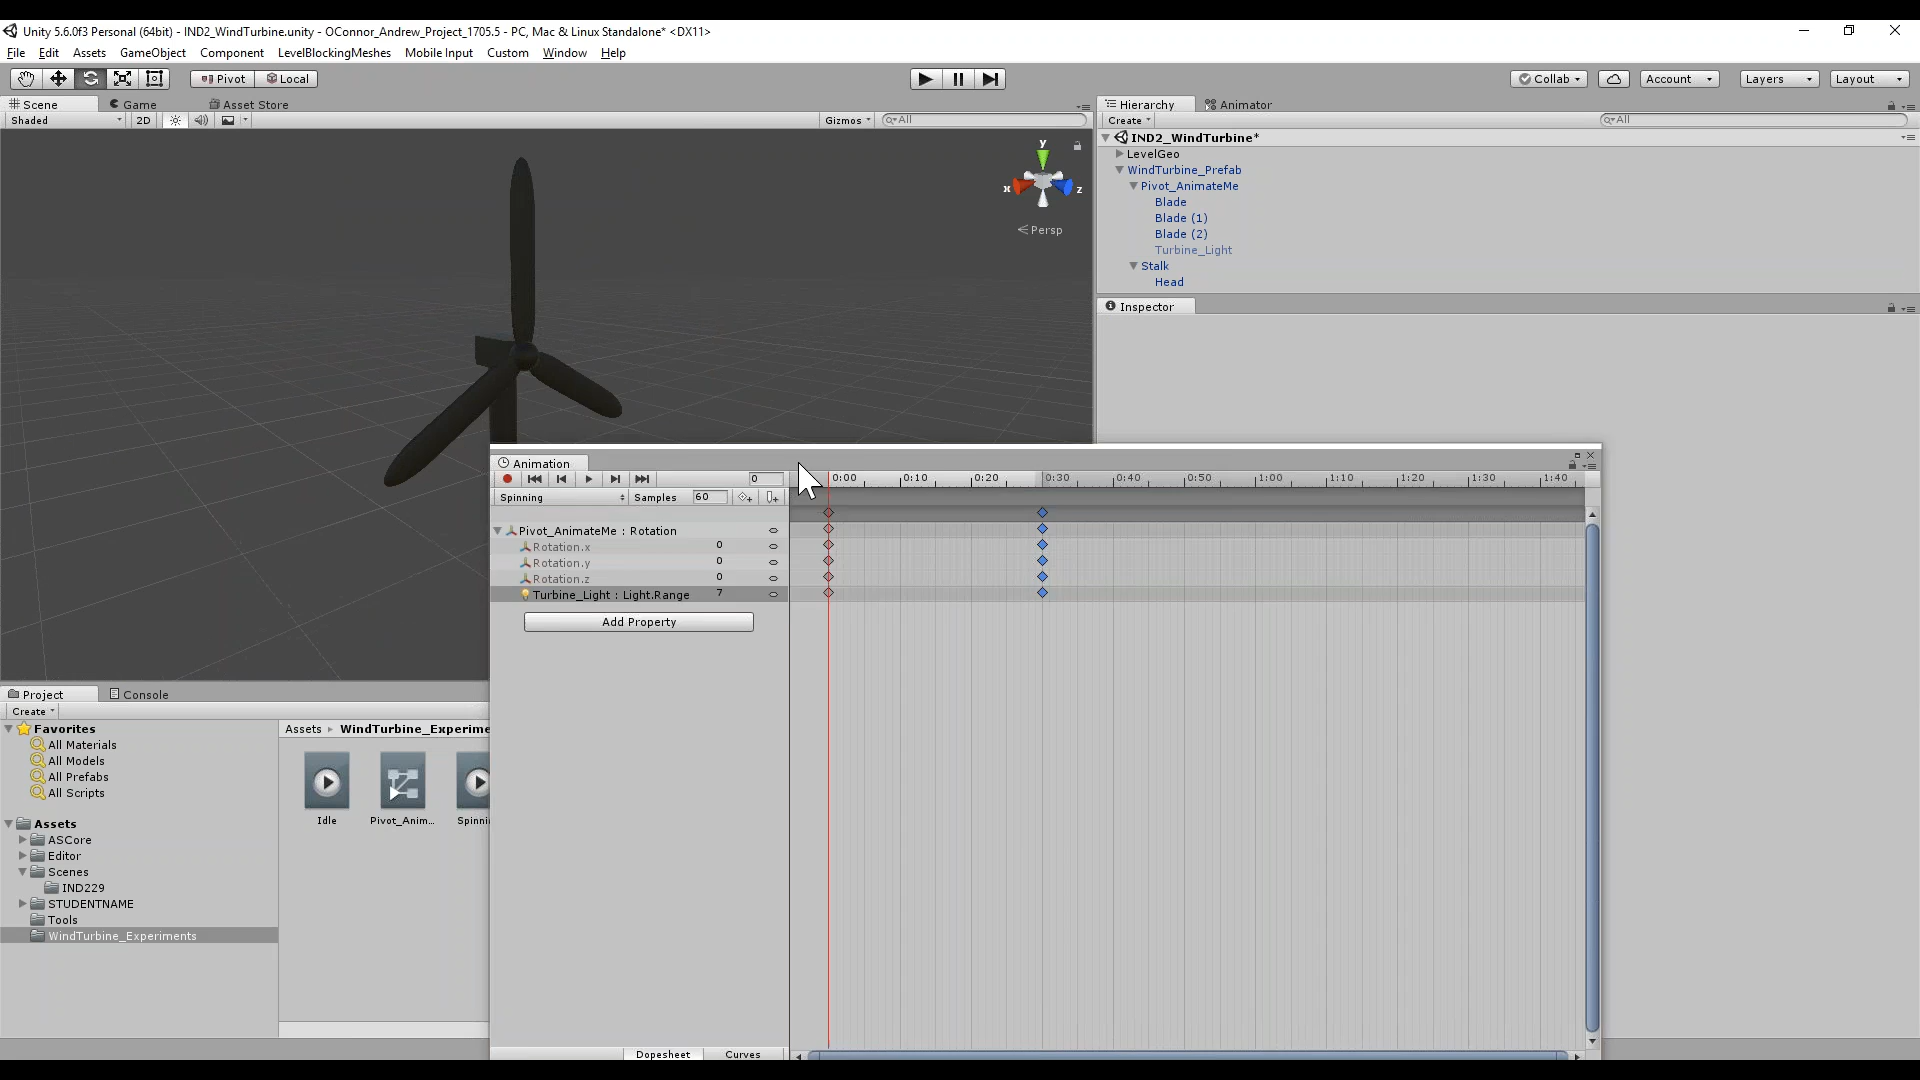 Unity 5.6.0f3 Personal (64bit) - IND2_WindTurbine.unity - OConnor_Andrew_Project_1705.5 - PC, Mac & Linux Standalone* <DX11>
File Edit Assets GameObject Component LevelBlockingMeshes Mobile Input Custom Window Help
Pivot Local Collab Account Layers Layout
Scene Game Asset Store
Shaded 2D Gizmos All
y
x z
Persp
Hierarchy Animator
Create All
IND2_WindTurbine*
LevelGeo
WindTurbine_Prefab
Pivot_AnimateMe
Blade
Blade (1)
Blade (2)
Turbine_Light
Stalk
Head
Inspector
Animation
0 0:00 0:10 0:20 0:30 0:40 0:50 1:00 1:10 1:20 1:30 1:40
Spinning Samples 60
Pivot_AnimateMe : Rotation
Rotation.x 0
Rotation.y 0
Rotation.z 0
Turbine_Light : Light.Range 7
Add Property
Dopesheet Curves
Project Console
Create
Favorites
All Materials
All Models
All Prefabs
All Scripts
Assets
ASCore
Editor
Scenes
IND229
STUDENTNAME
Tools
WindTurbine_Experiments
Assets WindTurbine_Experime
Idle Pivot_Anim... Spinni